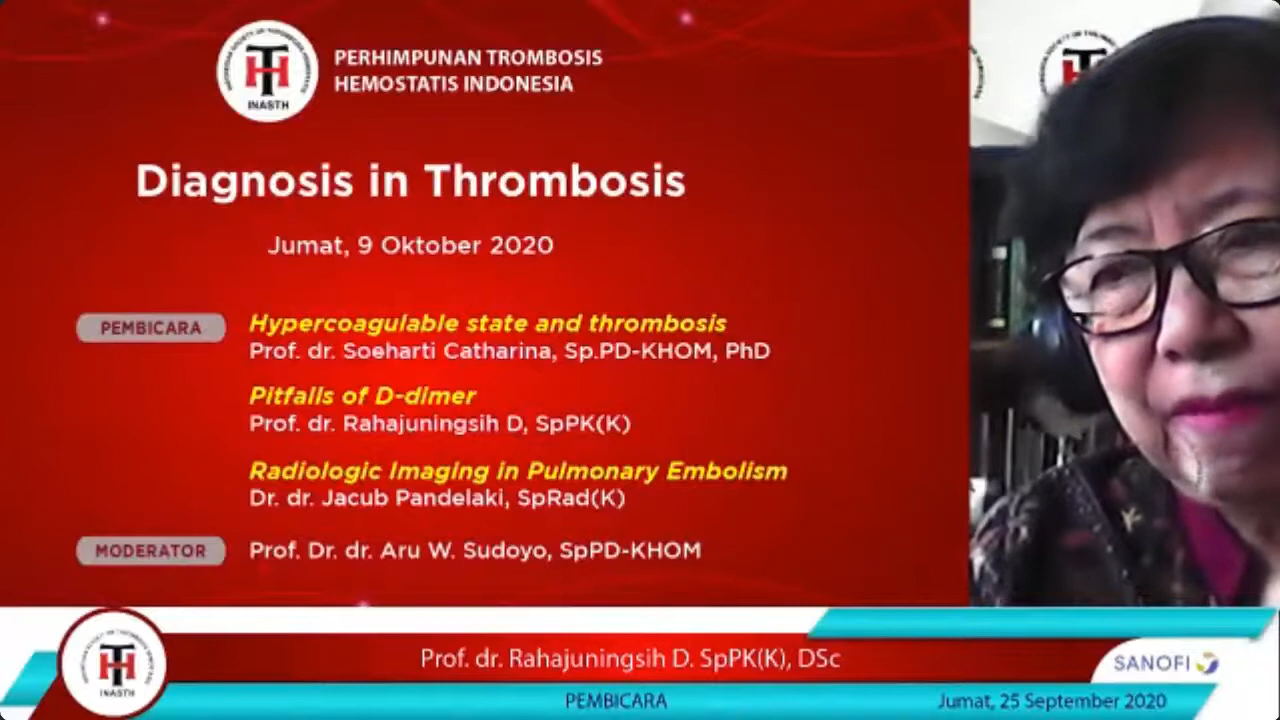 PERHIMPUNAN TROMBOSIS
HEMOSTATIS INDONESIA
INASTH
Diagnosis in Thrombosis
Jumat, 9 Oktober 2020
PEMBICARA
Hypercoagulable state and thrombosis
Prof. dr. Soeharti Catharina, Sp.PD-KHOM, PhD
Pitfalls of D-dimer
Prof. dr. Rahajuningsih D, SpPK(K)
Radiologic Imaging in Pulmonary Embolism
Dr. dr. Jacub Pandelaki, SpRad(K)
MODERATOR
Prof. Dr. dr. Aru W. Sudoyo, SpPD-KHOM
Prof. dr. Rahajuningsih D. SpPK(K), DSc
SANOFI
INASTH
PEMBICARA
Jumat, 25 September 2020